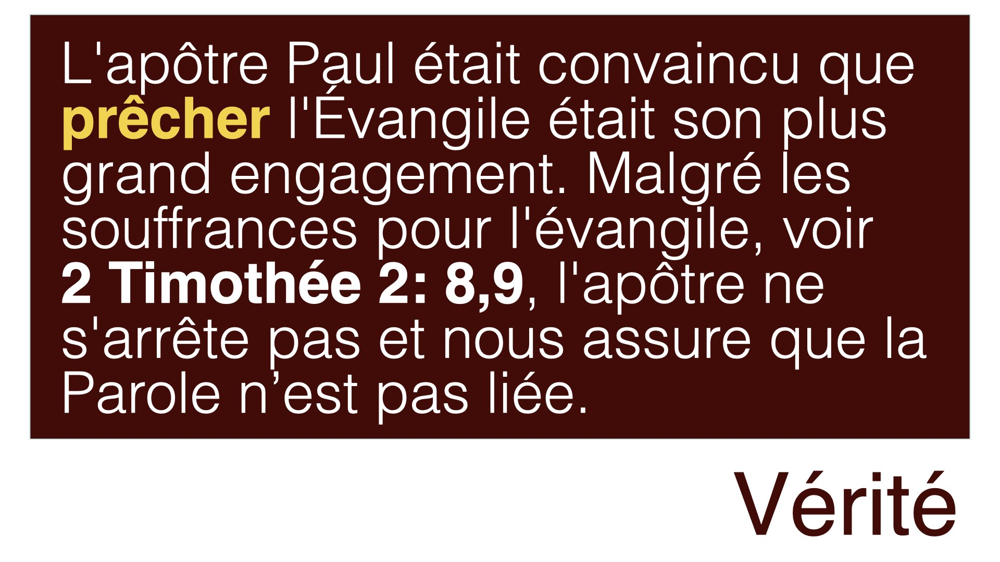 L'apôtre Paul était convaincu que
prêcher l'Évangile était son plus
grand engagement. Malgré les
souffrances pour l'évangile, voir
2 Timothée 2: 8,9, l'apôtre ne
s'arrête pas et nous assure que la
Parole n’est pas liée.
Vérité